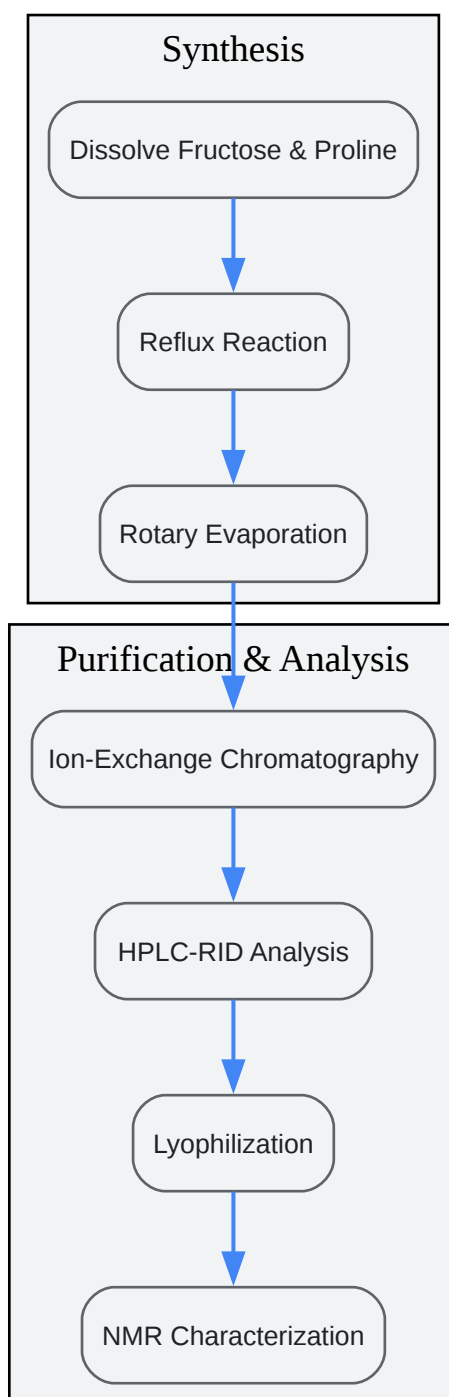 Synthesis
Dissolve Fructose & Proline
Reflux Reaction
Rotary Evaporation
Purification & Analysis
Ion-Exchange Chromatography
HPLC-RID Analysis
Lyophilization
NMR Characterization